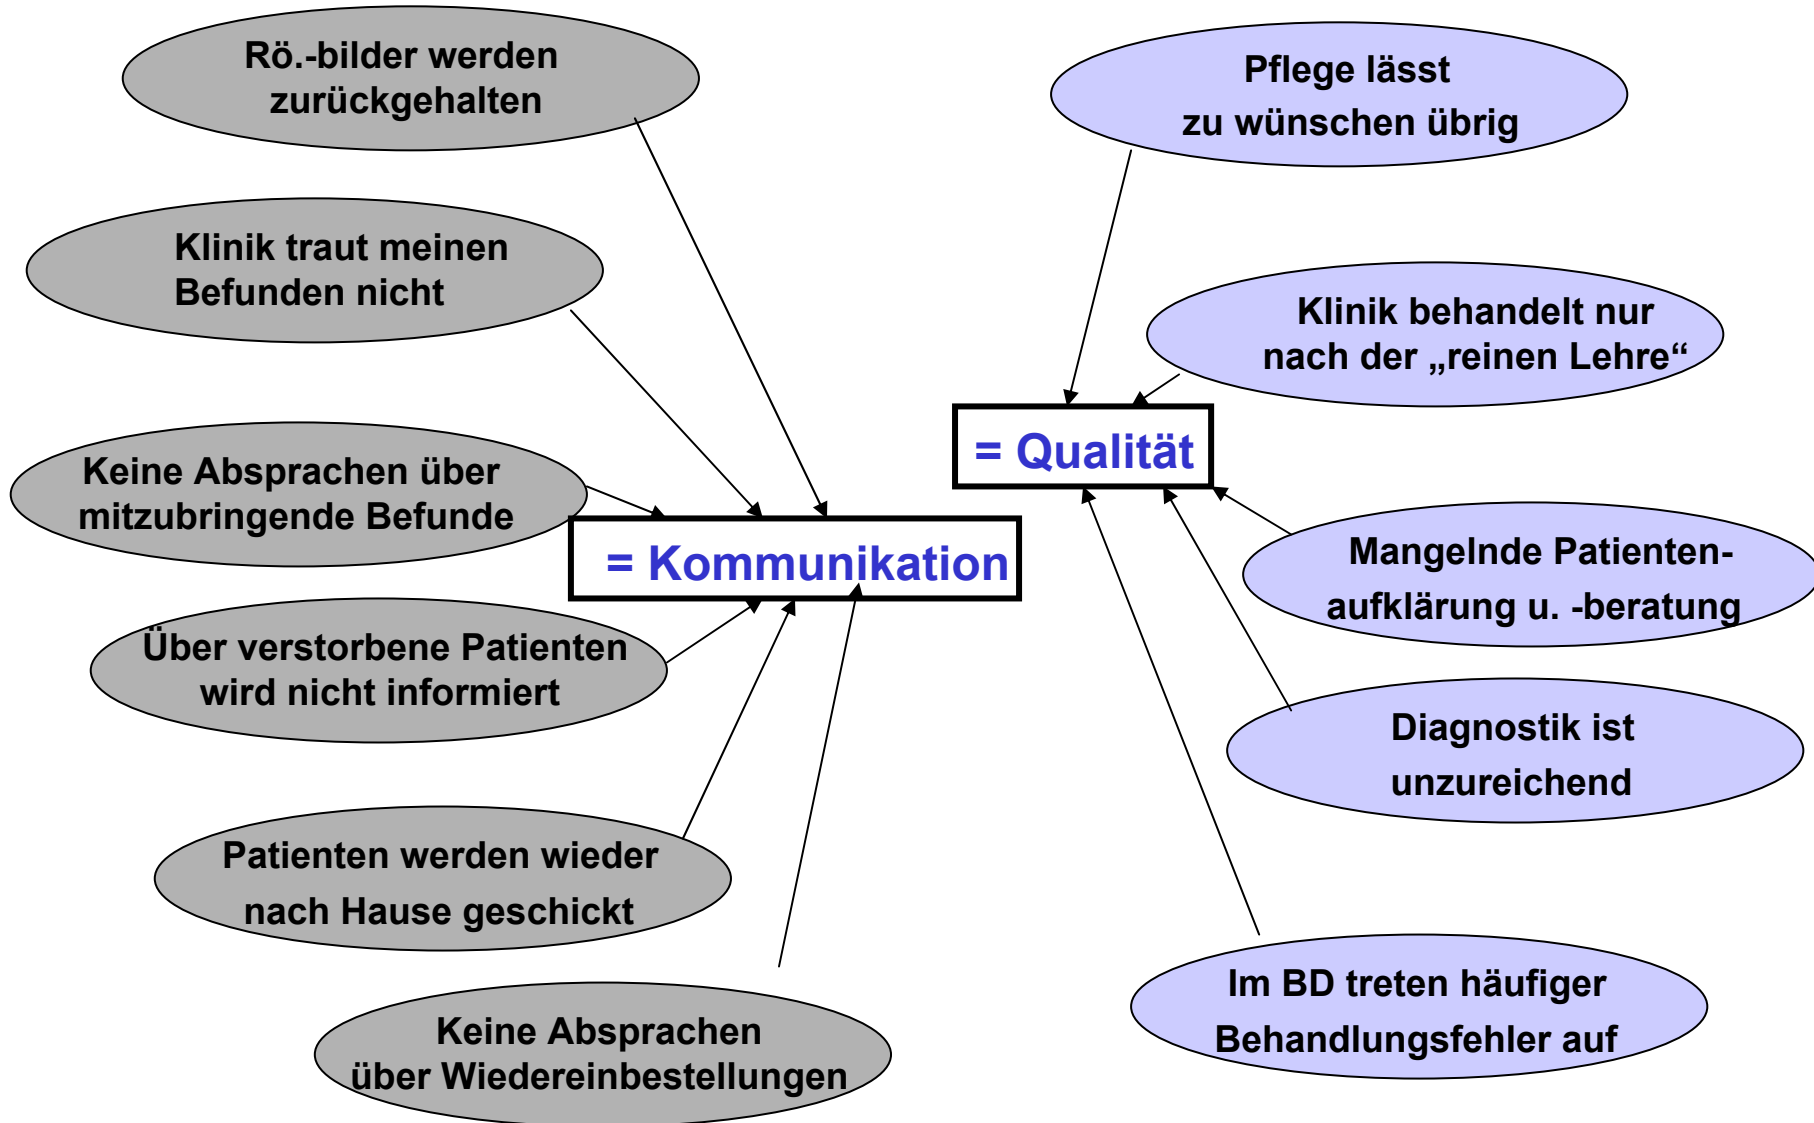 Rö.-bilder werden
zurückgehalten
Klinik traut meinen
Befunden nicht
Keine Absprachen über
mitzubringende Befunde
= Kommunikation
Über verstorbene Patienten
wird nicht informiert
Patienten werden wieder
nach Hause geschickt
Keine Absprachen
über Wiedereinbestellungen
Pflege lässt
zu wünschen übrig
Klinik behandelt nur
nach der „reinen Lehre“
= Qualität
Mangelnde Patienten-
aufklärung u. -beratung
Diagnostik ist
unzureichend
Im BD treten häufiger
Behandlungsfehler auf